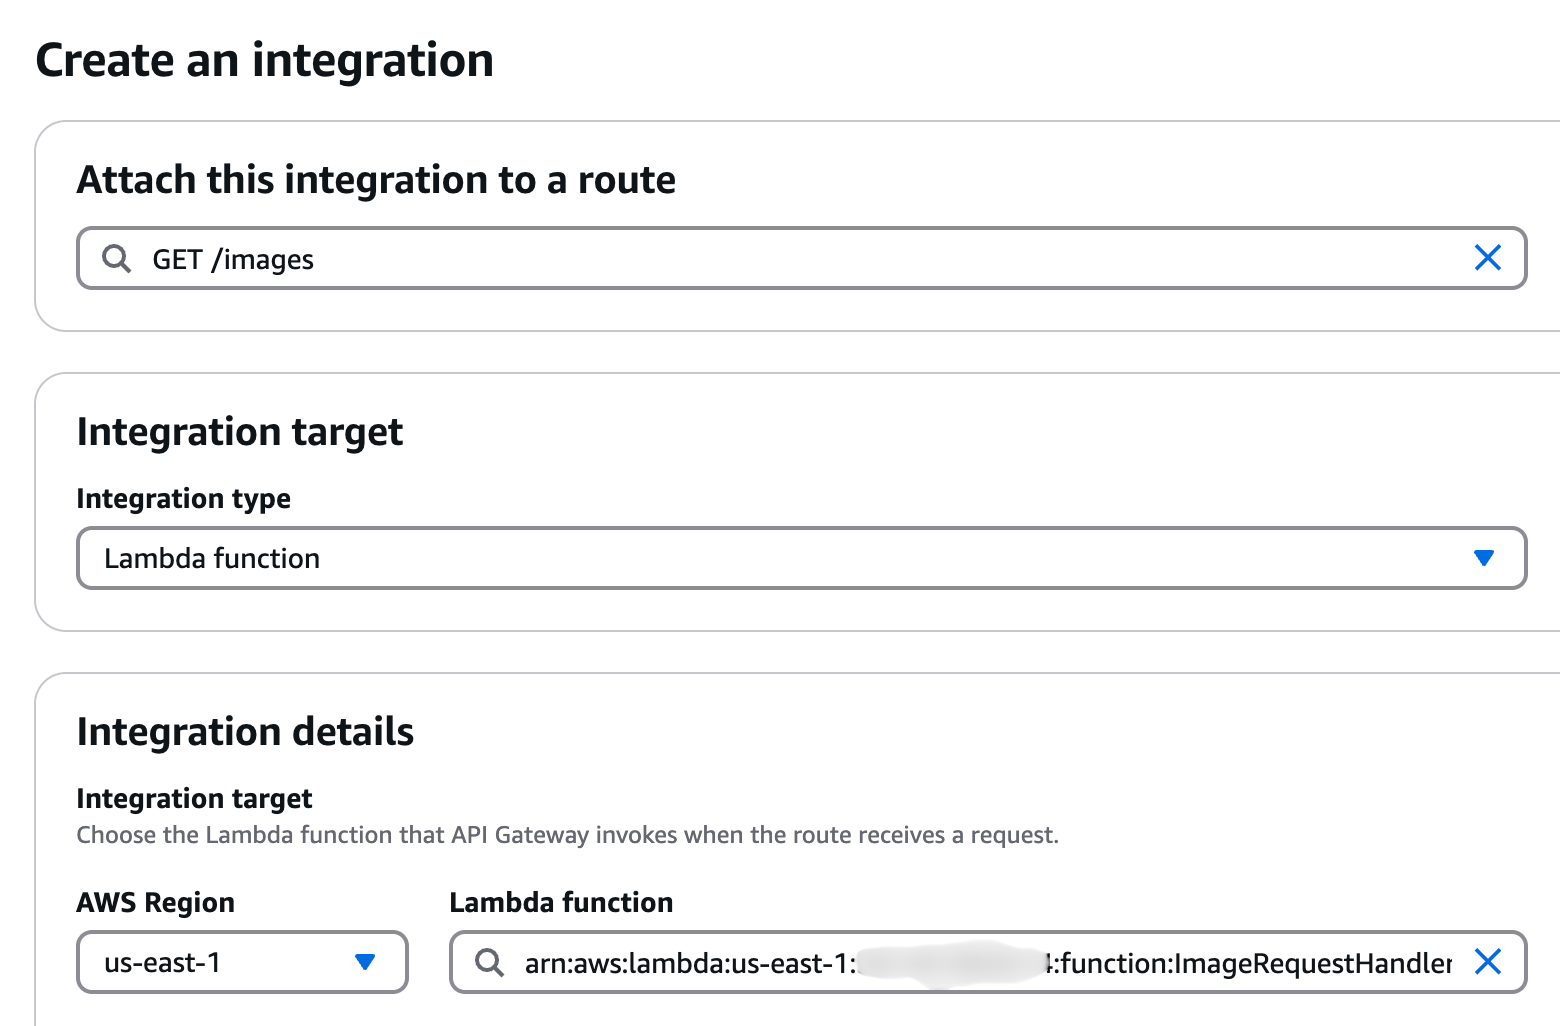 Create an integration
Attach this integration to a route
GET /images
Integration target
Integration type
Lambda function
Integration details
Integration target
Choose the Lambda function that API Gateway invokes when the route receives a request.
AWS Region
Lambda function
us-east-1
arn:aws:lambda:us-east-1: :function:ImageRequestHandler